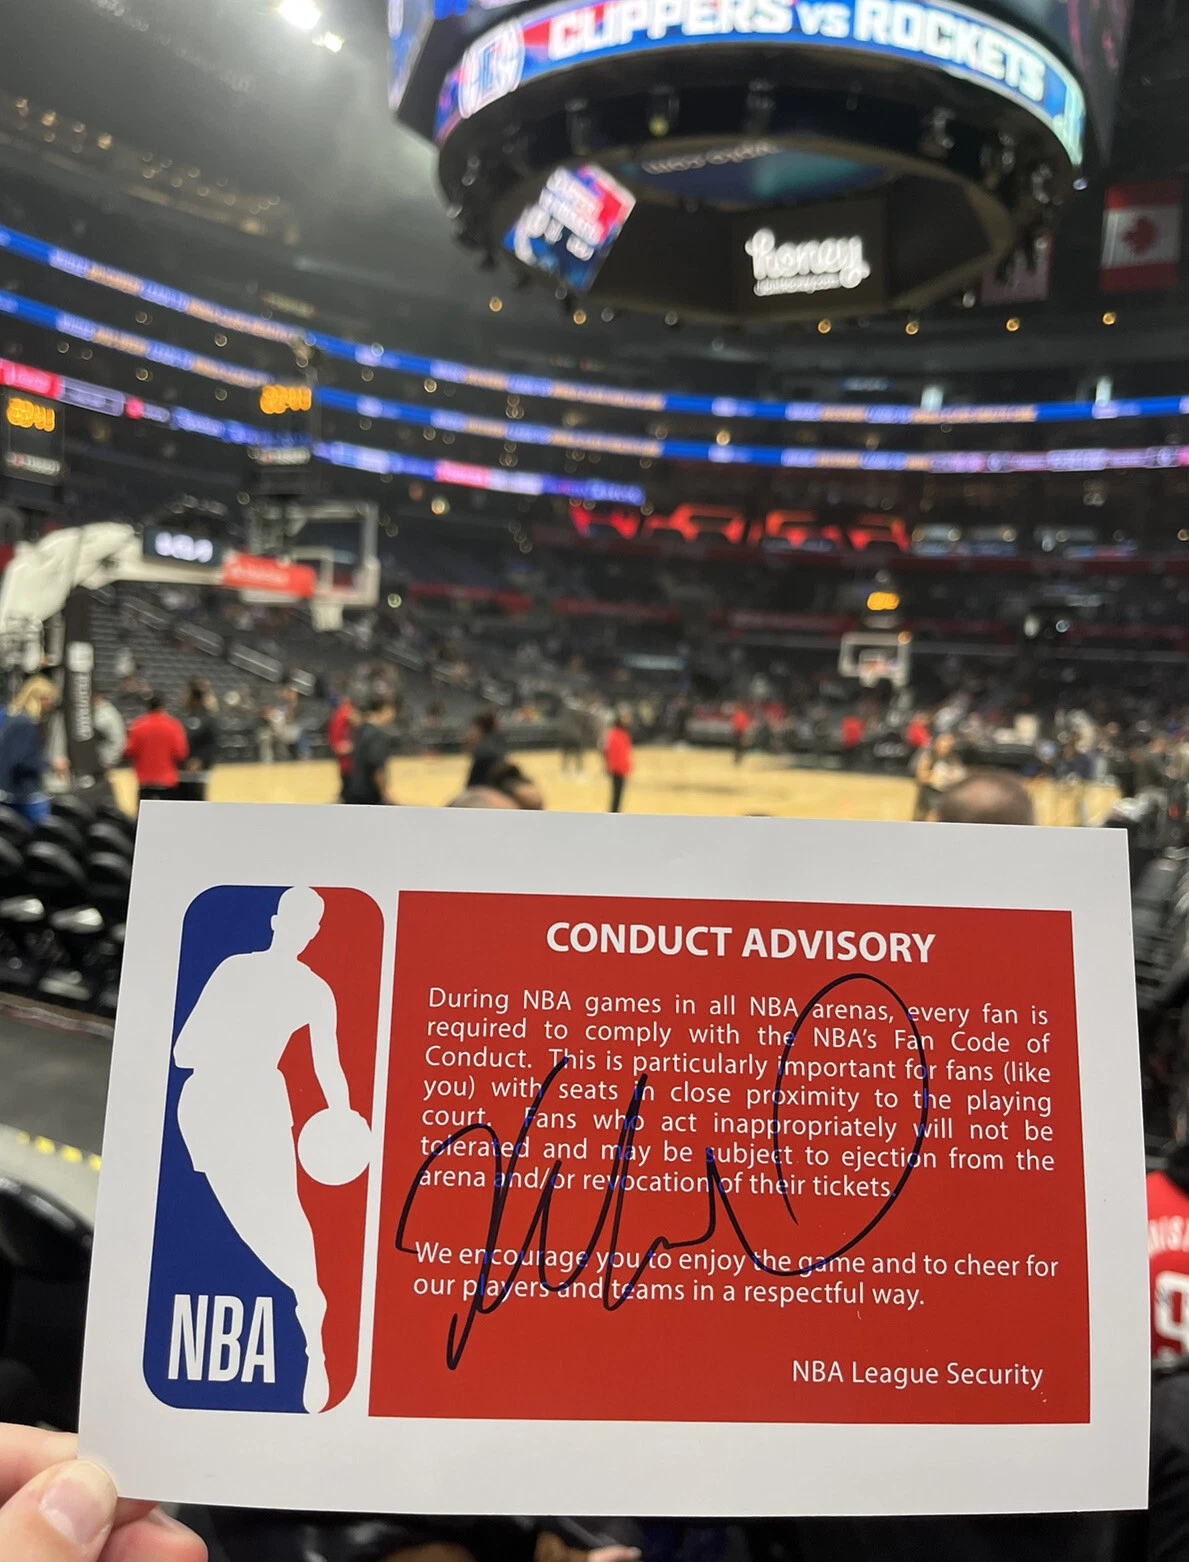 CLIPPERS VS ROCKETS
honey
CONDUCT ADVISORY
During NBA games in all NBA arenas, every fan is
required to comply with the NBA's Fan Code of
Conduct. This is particularly important for fans (like
you) with seats in close proximity to the playing
court. Fans who act inappropriately will not be
tolerated and may be subject to ejection from the
arena and/or revocation of their tickets.
We encourage you to enjoy the game and to cheer for
our players and teams in a respectful way.
NBA League Security
NBA